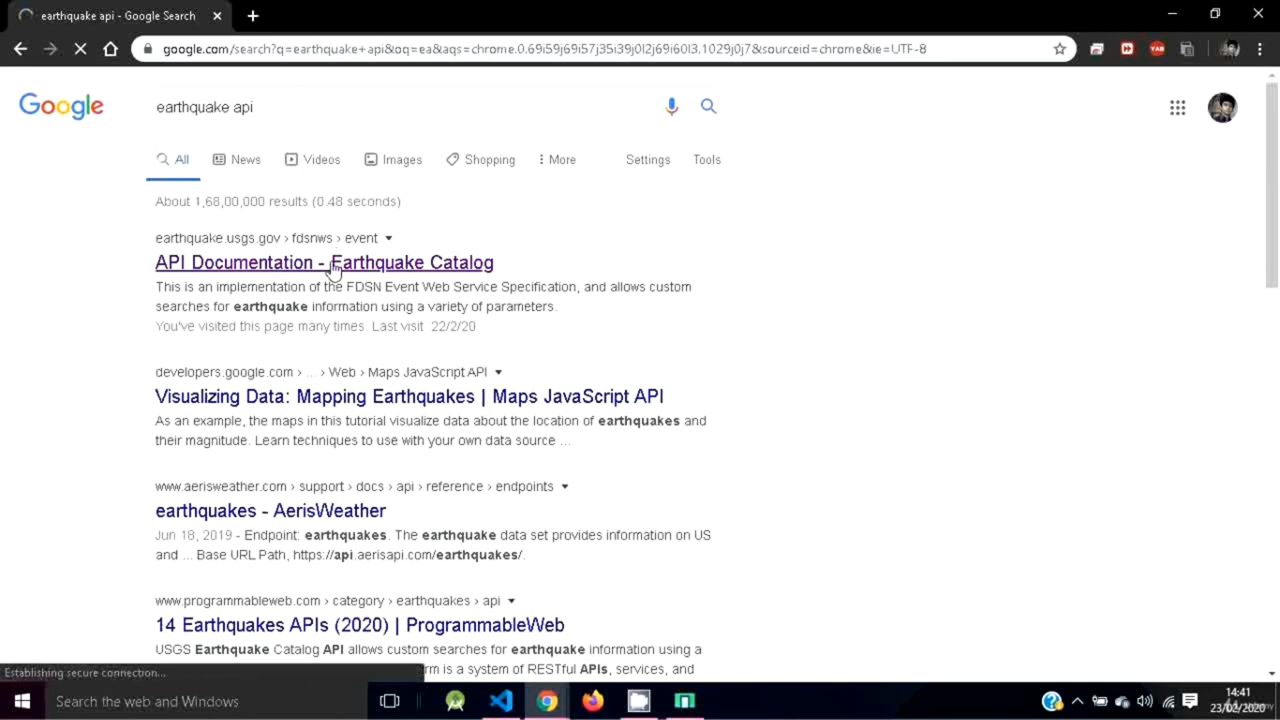 earthquake api - Google Search
google.com/search?q=earthquake+api&oq=ea&aqs=chrome.0.69i59j69i57j35i39j0l2j69i60l3.1029j0j7&sourceid=chrome&ie=UTF-8
Google
earthquake api
All News Videos Images Shopping More Settings Tools
About 1,68,00,000 results (0.48 seconds)
earthquake.usgs.gov › fdsnws › event
API Documentation - Earthquake Catalog
This is an implementation of the FDSN Event Web Service Specification, and allows custom
searches for earthquake information using a variety of parameters.
You've visited this page many times. Last visit 22/2/20
developers.google.com › ... › Web › Maps JavaScript API
Visualizing Data: Mapping Earthquakes | Maps JavaScript API
As an example, the maps in this tutorial visualize data about the location of earthquakes and
their magnitude. Learn techniques to use with your own data source ...
www.aerisweather.com › support › docs › api › reference › endpoints
earthquakes - AerisWeather
Jun 18, 2019 - Endpoint: earthquakes. The earthquake data set provides information on US
and ... Base URL Path, https://api.aerisapi.com/earthquakes/.
www.programmableweb.com › category › earthquakes › api
14 Earthquakes APIs (2020) | ProgrammableWeb
USGS Earthquake Catalog API allows custom searches for earthquake information using a
is a system of RESTful APIs, services, and
Establishing secure connection...
Search the web and Windows
14:41
23/02/2020